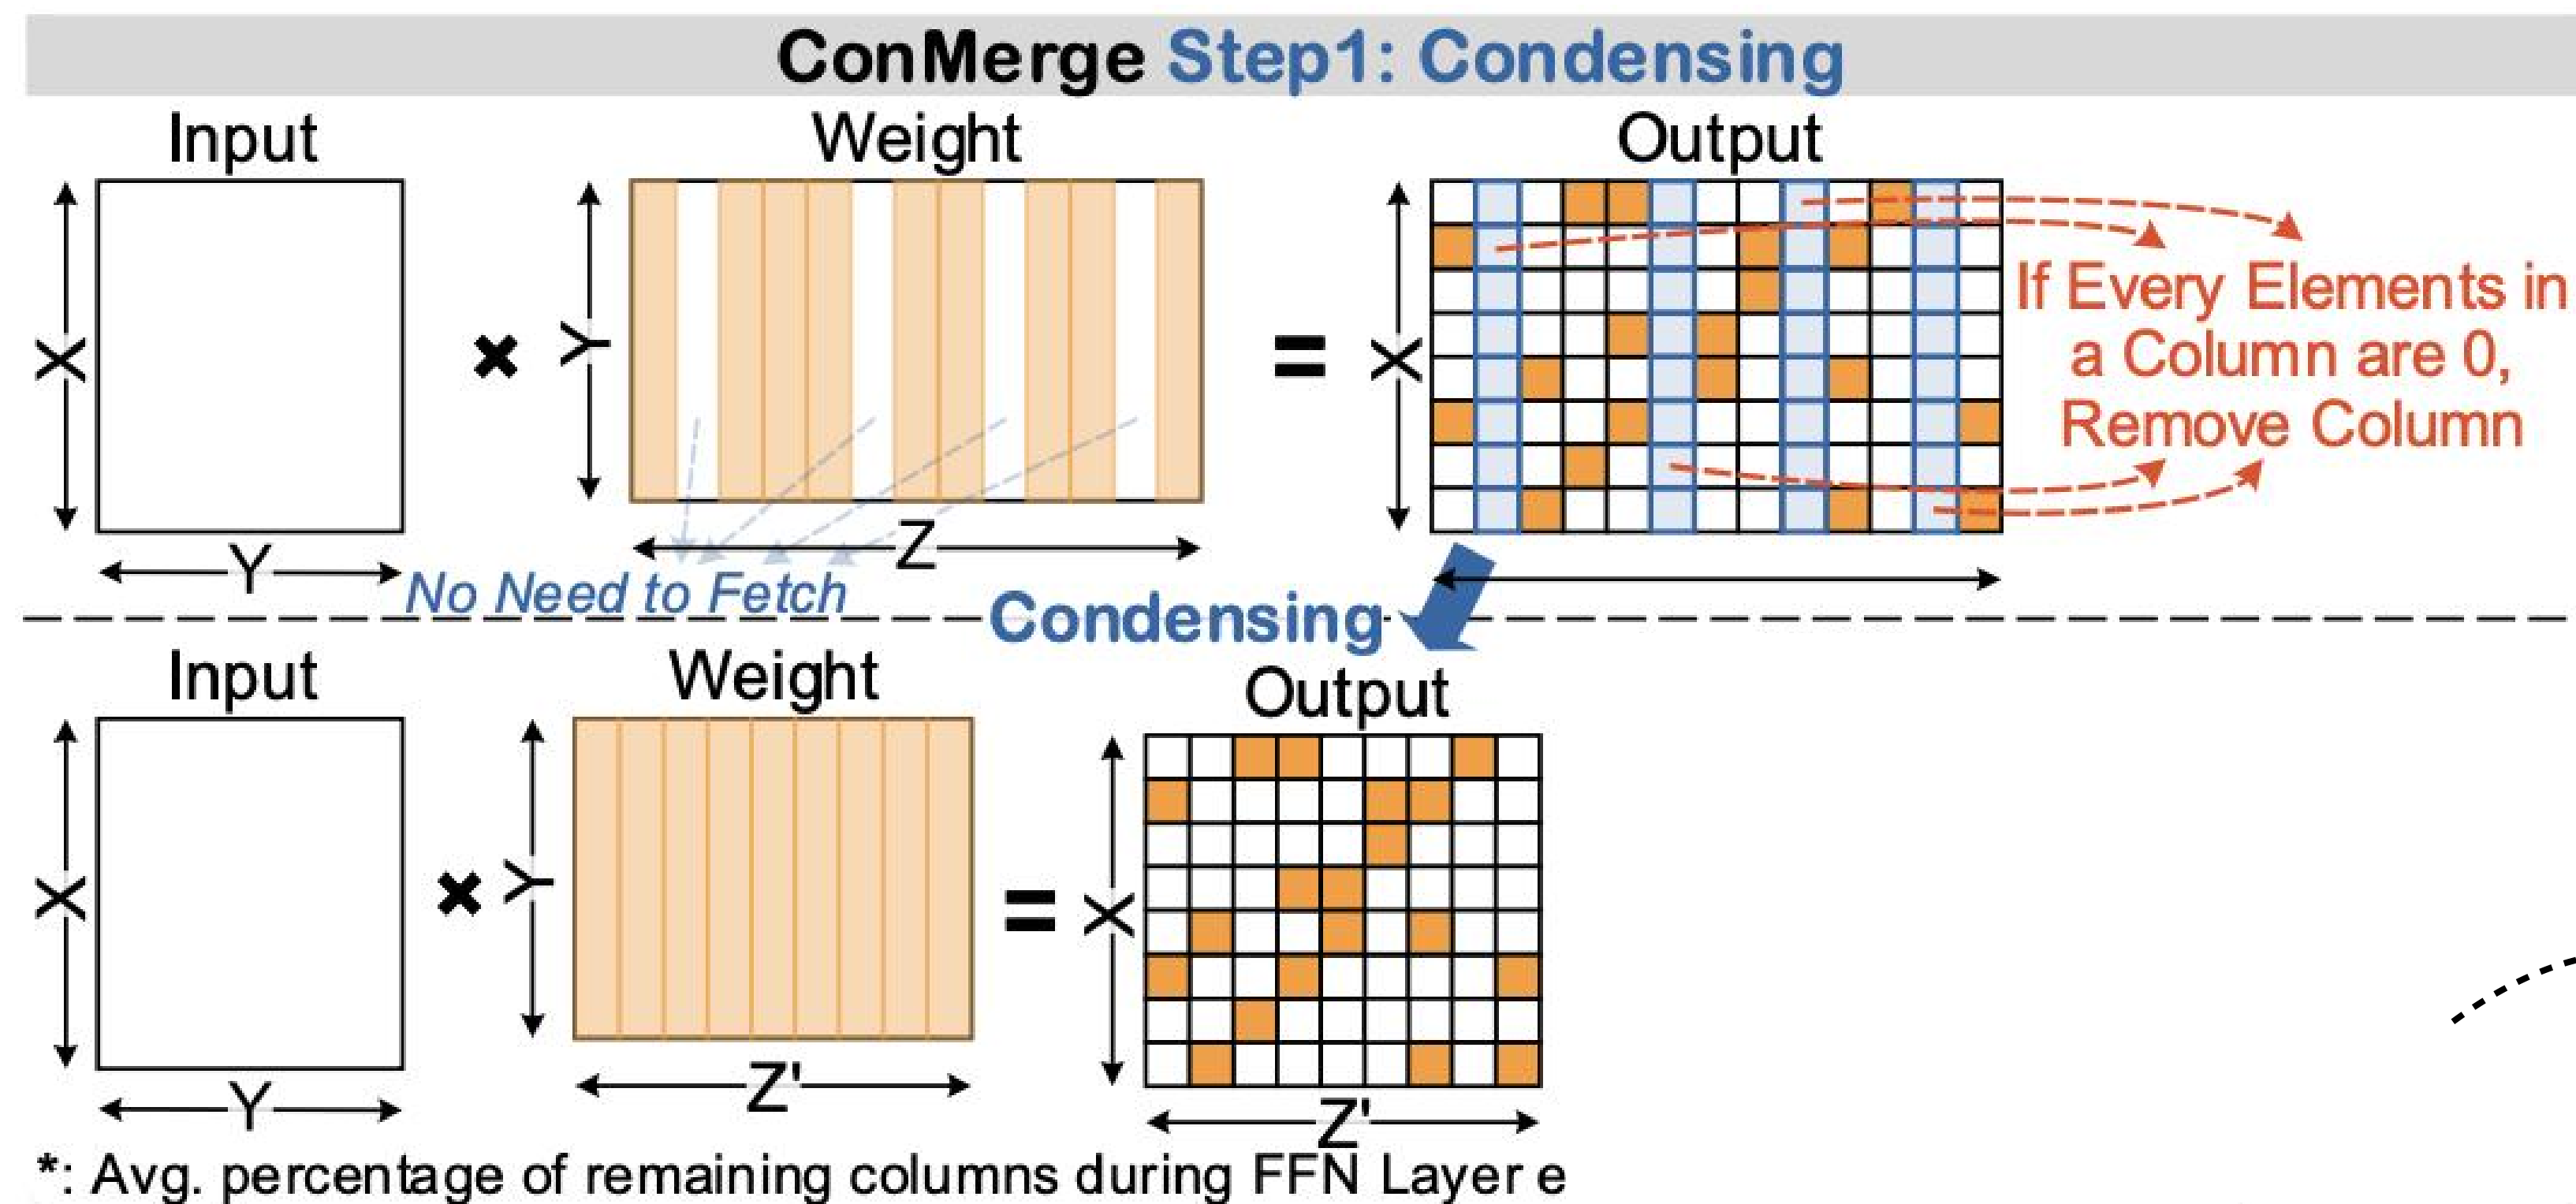 ConMerge Step1: Condensing
Input
Weight
Output
X
Y
Y
Z
X
×
=
If Every Elements in
a Column are 0,
Remove Column
No Need to Fetch
Condensing
Input
Weight
Output
X
Y
×
Y
Z'
=
X
Z'
*: Avg. percentage of remaining columns during FFN Layer e